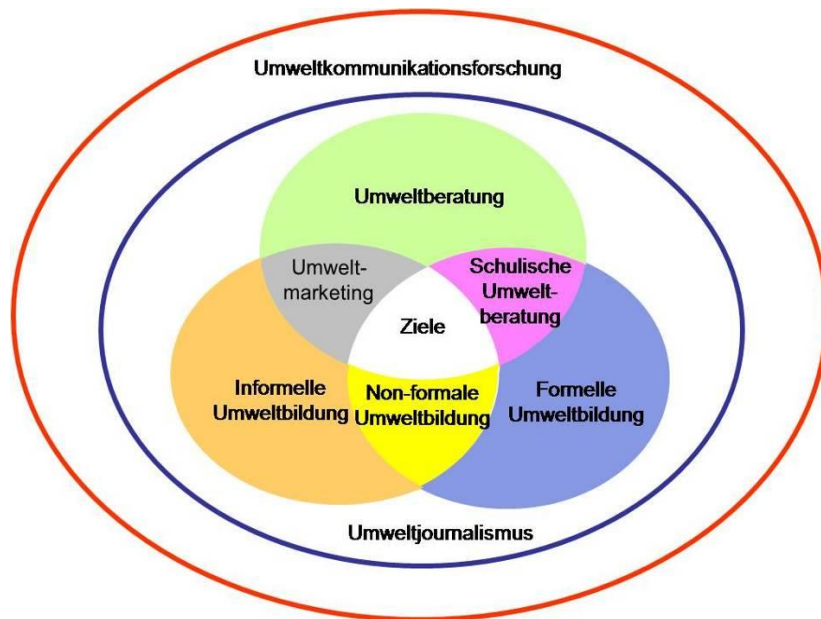 Umweltkommunikationsforschung
Umweltberatung
Umwelt-
marketing
Schulische
Umwelt-
beratung
Ziele
Informelle
Umweltbildung
Non-formale
Umweltbildung
Formelle
Umweltbildung
Umweltjournalismus